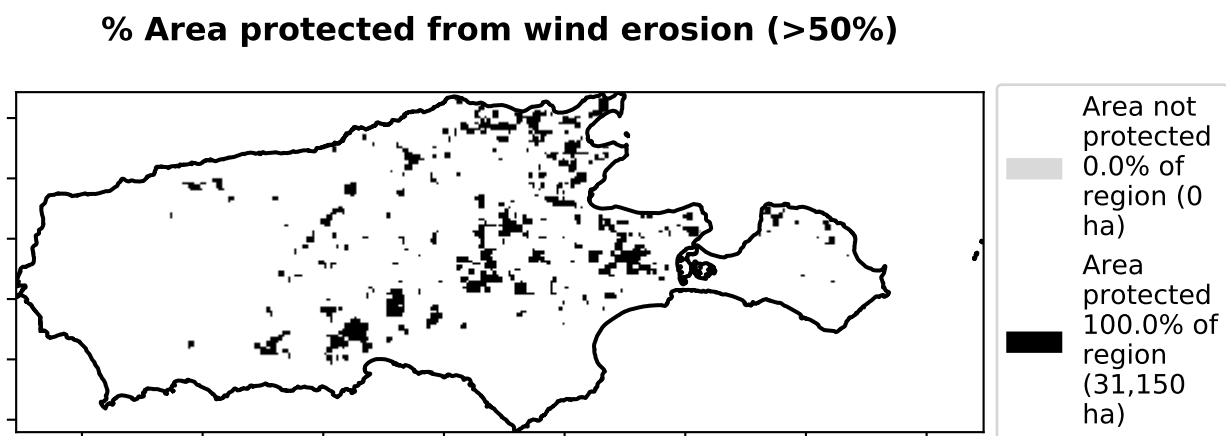 % Area protected from wind erosion (>50%)
Area not
protected
0.0% of
region (0
ha)
Area
protected
100.0% of
region
(31,150
ha)